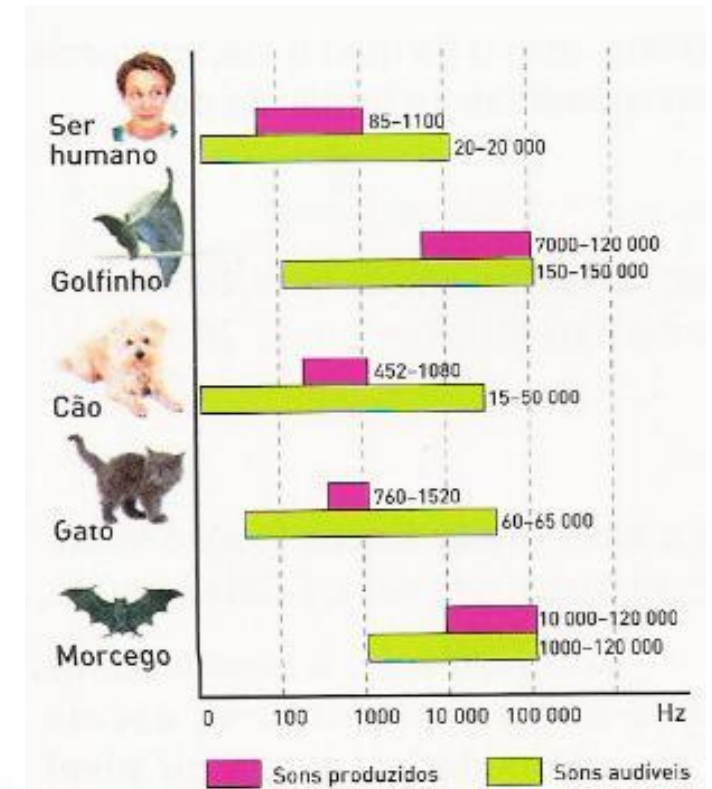 Ser
humano
85–1100
20–20 000
Golfinho
7000–120 000
150–150 000
Cão
452–1080
15–50 000
Gato
760–1520
60–65 000
Morcego
10 000–120 000
1000–120 000
0 100 1000 10 000 100 000 Hz
Sons produzidos Sons audíveis